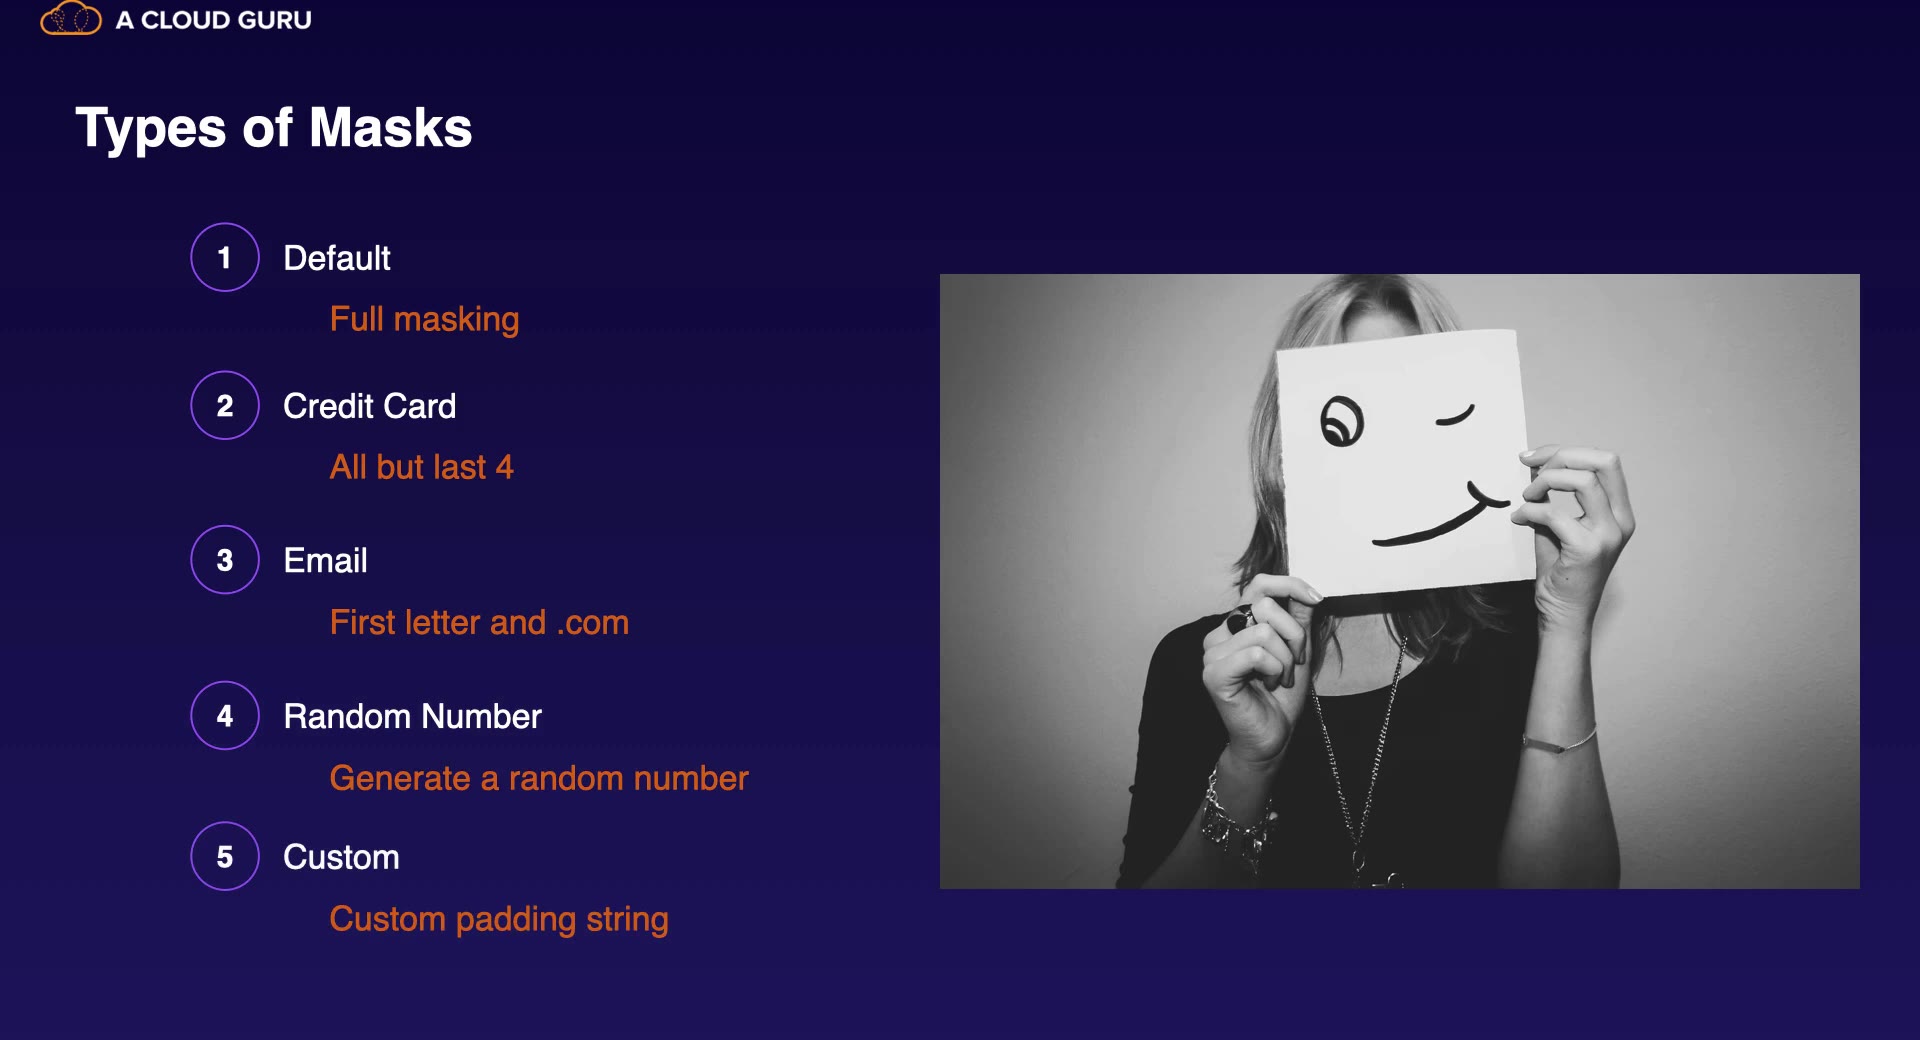 A CLOUD GURU
Types of Masks
1 Default
Full masking
2 Credit Card
All but last 4
3 Email
First letter and .com
4 Random Number
Generate a random number
5 Custom
Custom padding string